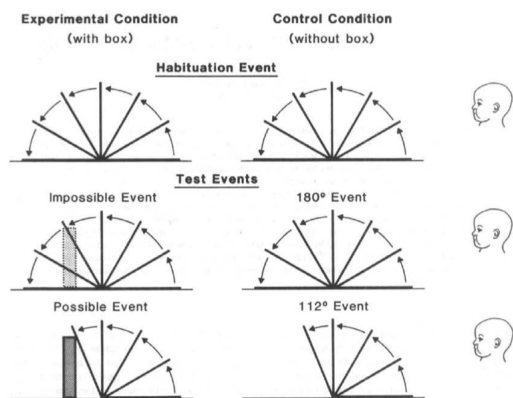 Experimental Condition
Control Condition
(with box)
(without box)
Habituation Event
Test Events
Impossible Event
180° Event
Possible Event
112° Event